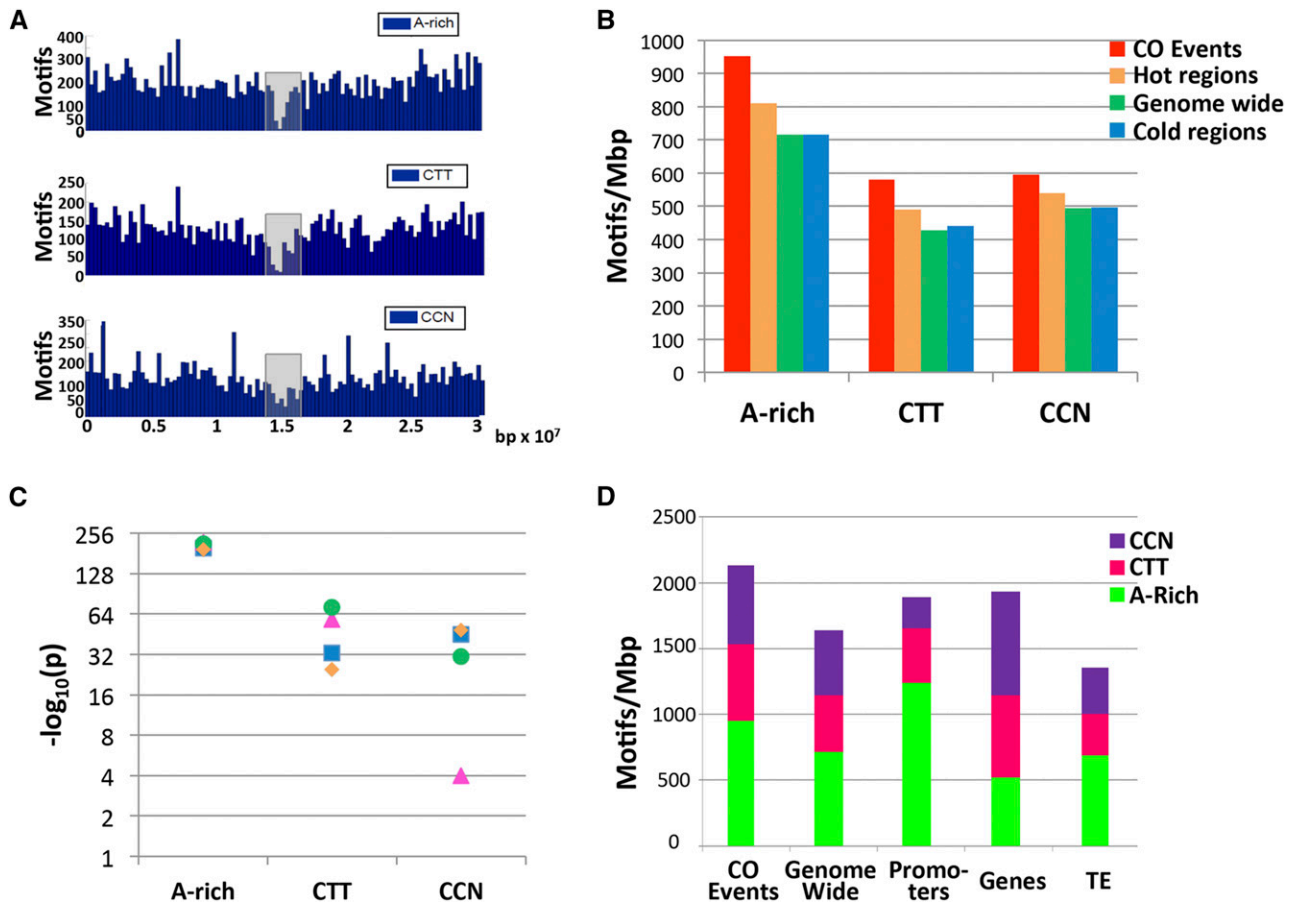 A
A-rich
Motifs
400
300
200
100
50
0
CTT
Motifs
250
200
150
100
50
0
CCN
Motifs
350
250
200
150
100
50
0
0 0.5 1 1.5 2 2.5 3
bp x 10⁷
B
Motifs/Mbp
1000
900
800
700
600
500
400
300
200
100
0
CO Events
Hot regions
Genome wide
Cold regions
A-rich CTT CCN
C
-log₁₀(p)
256
128
64
32
16
8
4
2
1
A-rich CTT CCN
D
Motifs/Mbp
2500
2000
1500
1000
500
0
CCN
CTT
A-Rich
CO Events
Genome Wide
Promo-ters
Genes
TE